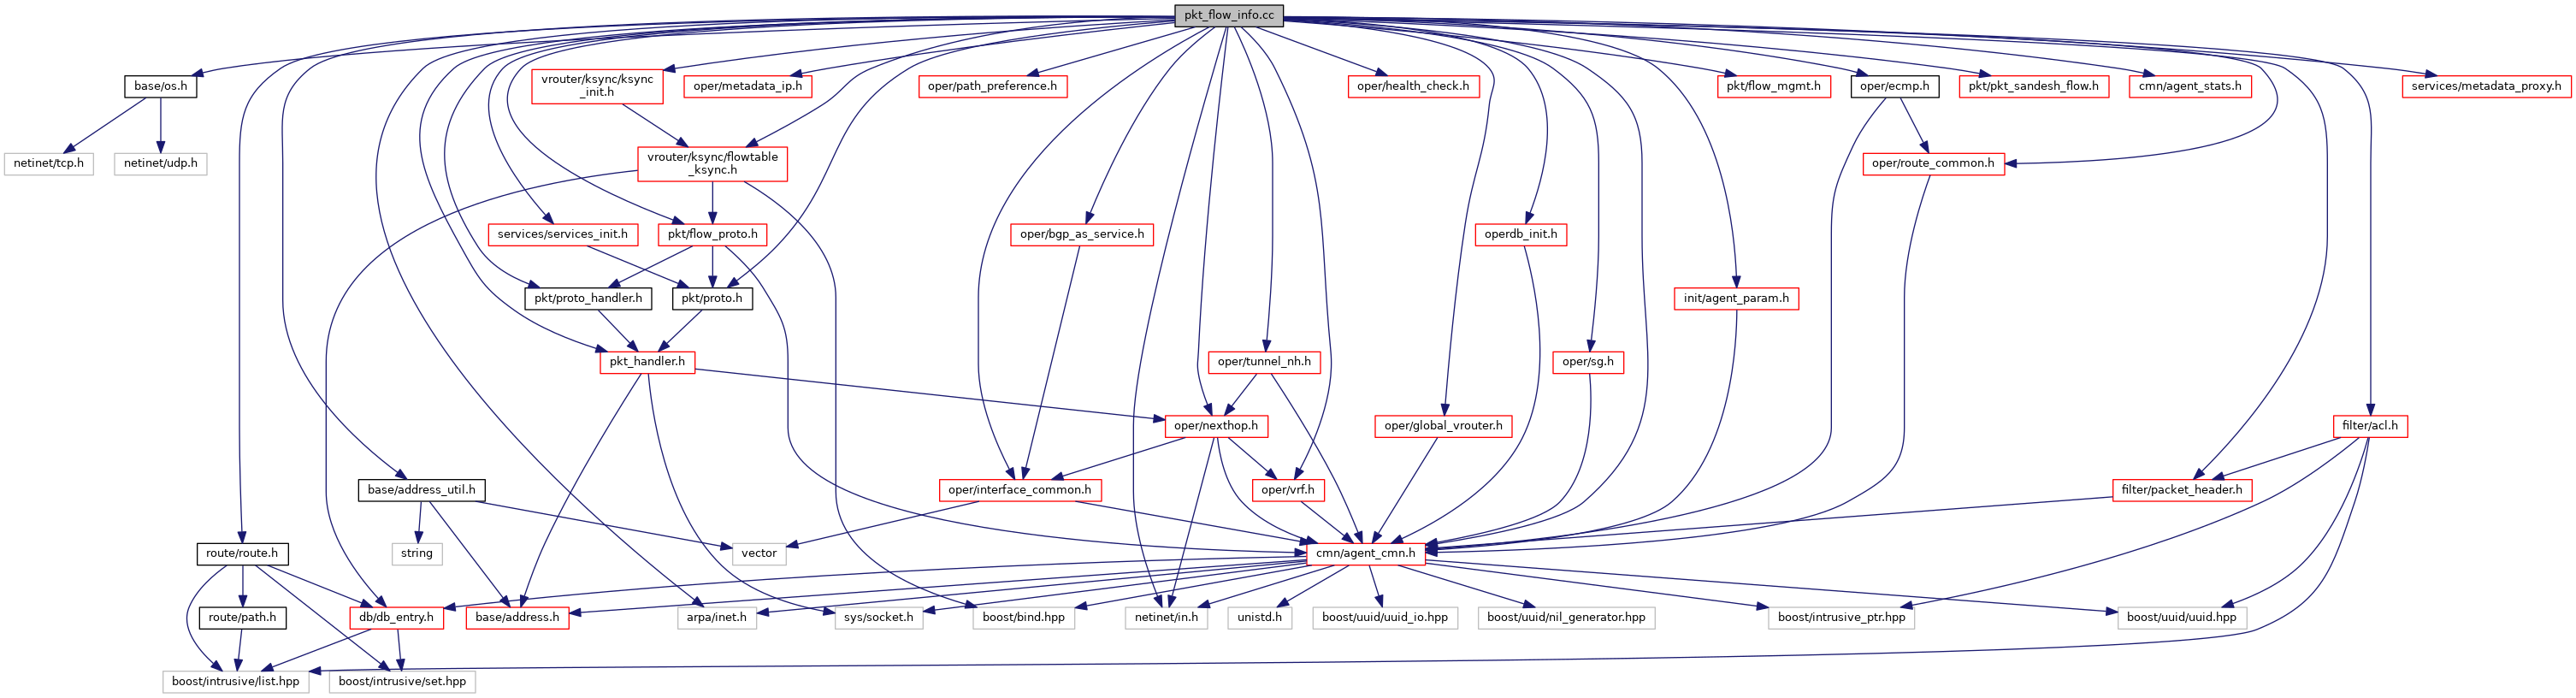 pkt_flow_info.cc
base/os.h
vrouter/ksync/ksync
_init.h
oper/metadata_ip.h
oper/path_preference.h
oper/health_check.h
pkt/flow_mgmt.h
oper/ecmp.h
pkt/pkt_sandesh_flow.h
cmn/agent_stats.h
services/metadata_proxy.h
netinet/tcp.h
netinet/udp.h
vrouter/ksync/flowtable
_ksync.h
oper/route_common.h
services/services_init.h
pkt/flow_proto.h
oper/bgp_as_service.h
operdb_init.h
pkt/proto_handler.h
pkt/proto.h
init/agent_param.h
pkt_handler.h
oper/tunnel_nh.h
oper/sg.h
oper/nexthop.h
oper/global_vrouter.h
filter/acl.h
base/address_util.h
oper/interface_common.h
oper/vrf.h
filter/packet_header.h
route/route.h
string
vector
cmn/agent_cmn.h
route/path.h
db/db_entry.h
base/address.h
arpa/inet.h
sys/socket.h
boost/bind.hpp
netinet/in.h
unistd.h
boost/uuid/uuid_io.hpp
boost/uuid/nil_generator.hpp
boost/intrusive_ptr.hpp
boost/uuid/uuid.hpp
boost/intrusive/list.hpp
boost/intrusive/set.hpp